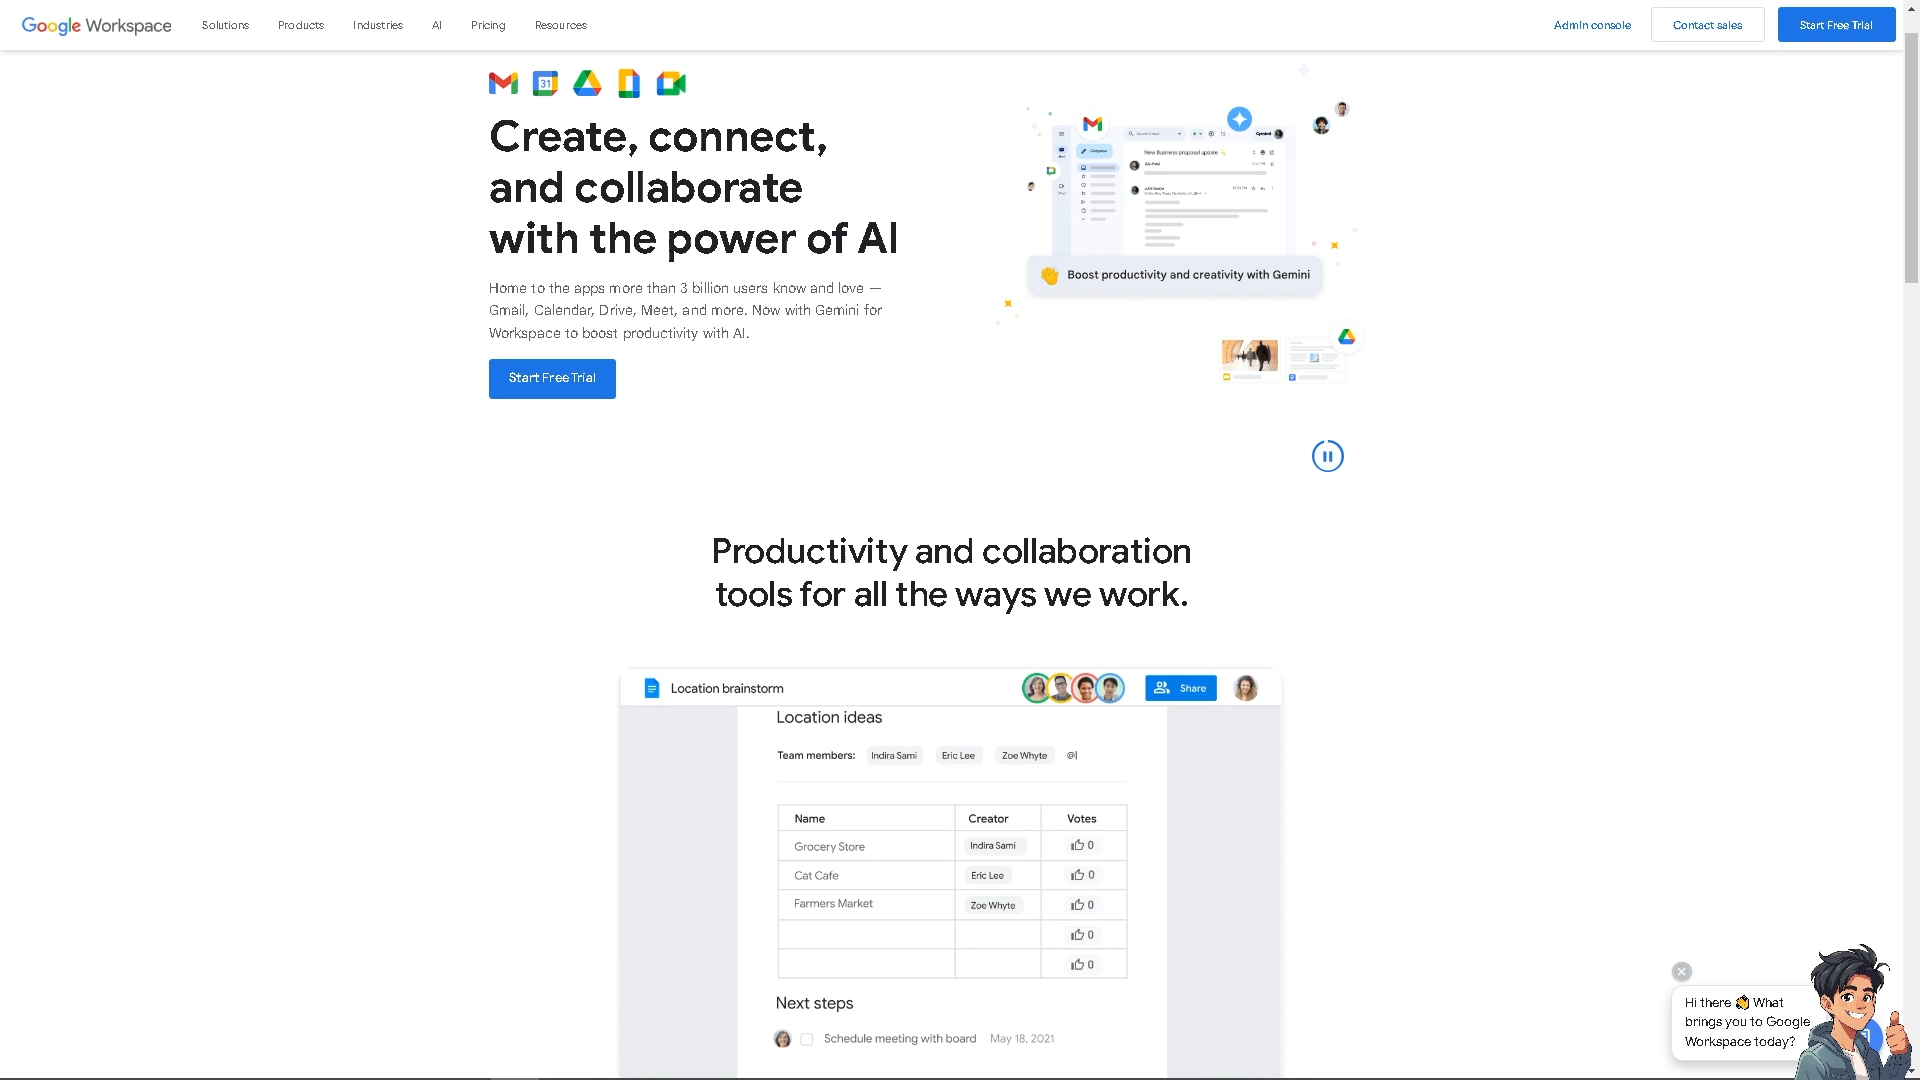 Google Workspace
Solutions
Products
Industries
AI
Pricing
Resources
Admin console
Contact sales
Start Free Trial
31
Create, connect,
and collaborate
with the power of AI
Home to the apps more than 3 billion users know and love —
Gmail, Calendar, Drive, Meet, and more. Now with Gemini for
Workspace to boost productivity with AI.
Start Free Trial
Compose
New Business proposal update
Boost productivity and creativity with Gemini
Productivity and collaboration
tools for all the ways we work.
Location brainstorm
Share
Location ideas
Team members: Indira Sami Eric Lee Zoe Whyte @
Name Creator Votes
Grocery Store Indira Sami 0
Cat Cafe Eric Lee 0
Farmers Market Zoe Whyte 0
0
0
Next steps
Schedule meeting with board May 18, 2021
Hi there 👋 What
brings you to Google
Workspace today?